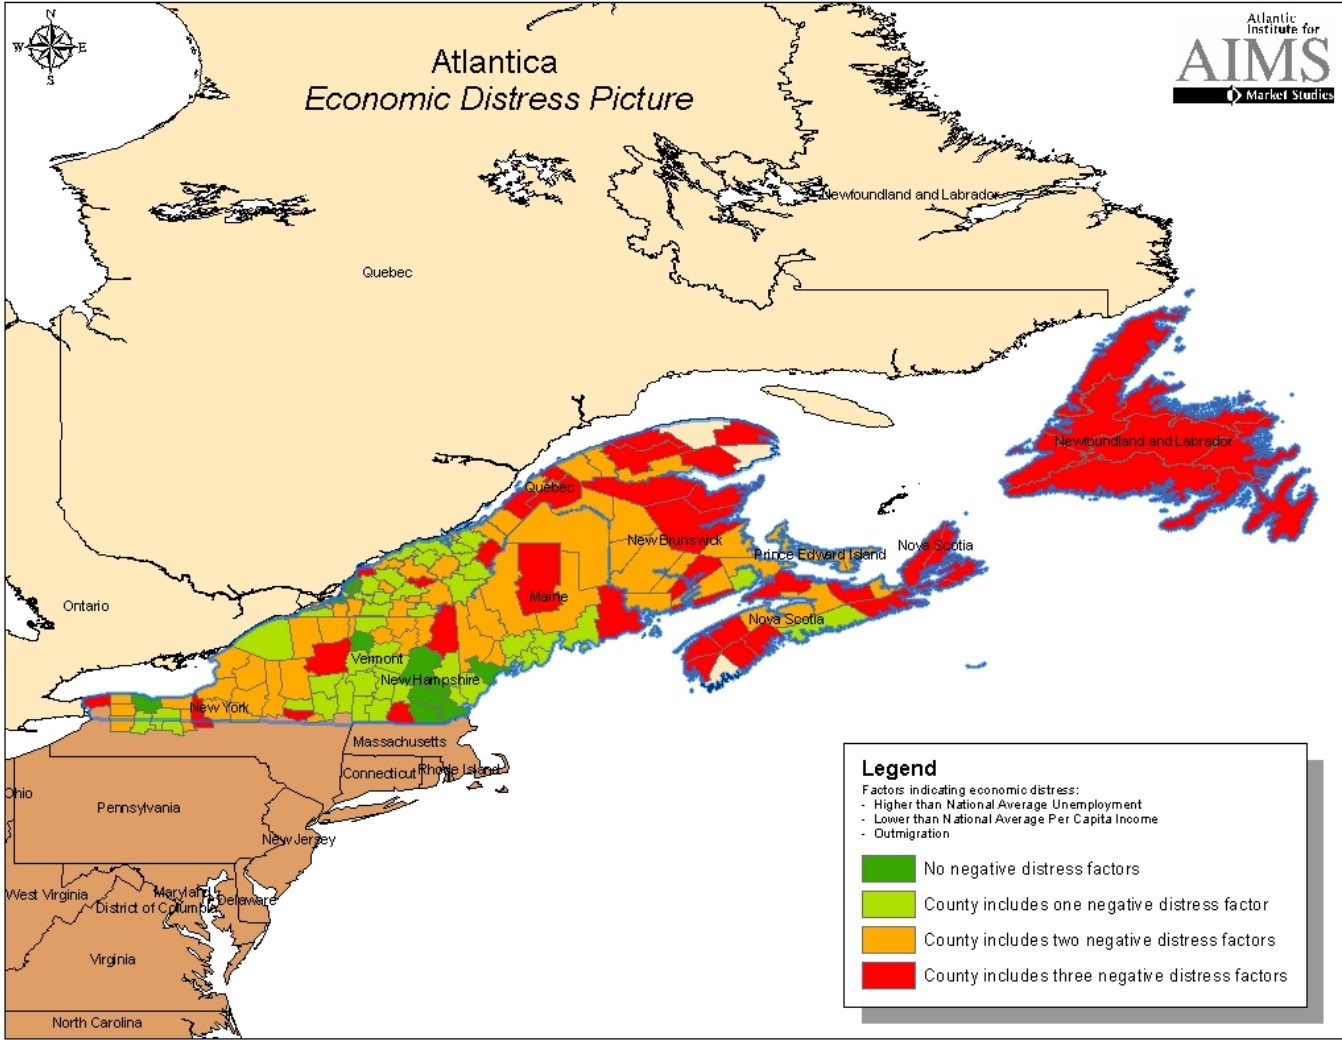 N
W E
S
Atlantica
Economic Distress Picture
Atlantic
Institute for
AIMS
Market Studies
Newfoundland and Labrador
Quebec
Newfoundland and Labrador
Quebec
New Brunswick
Prince Edward Island
Nova Scotia
Ontario
Maine
Nova Scotia
Vermont
New Hampshire
New York
Massachusetts
Connecticut
Rhode Island
Ohio
Pennsylvania
New Jersey
West Virginia
Maryland
Delaware
District of Columbia
Virginia
North Carolina
Legend
Factors indicating economic distress:
- Higher than National Average Unemployment
- Lower than National Average Per Capita Income
- Outmigration
No negative distress factors
County includes one negative distress factor
County includes two negative distress factors
County includes three negative distress factors